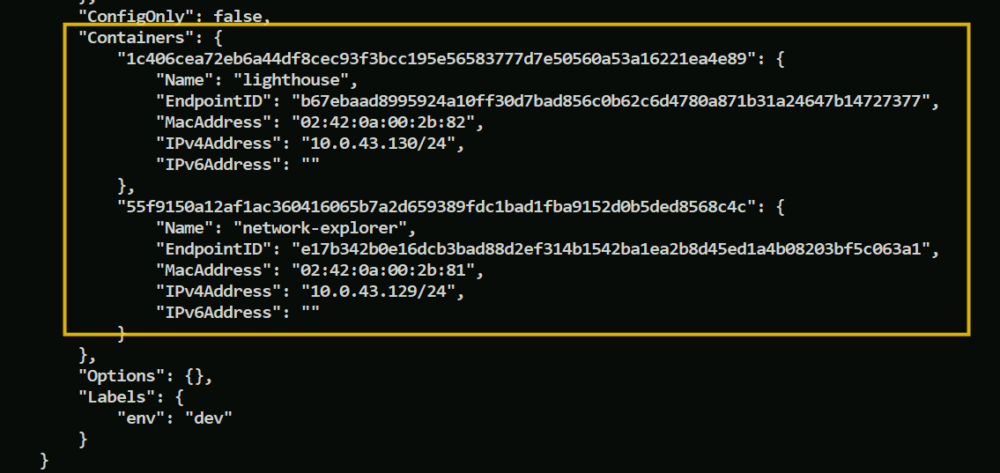 },
"ConfigOnly": false,
"Containers": {
"1c406cea72eb6a44df8cec93f3bcc195e56583777d7e50560a53a16221ea4e89": {
"Name": "lighthouse",
"EndpointID": "b67ebaad8995924a10ff30d7bad856c0b62c6d4780a871b31a24647b14727377",
"MacAddress": "02:42:0a:00:2b:82",
"IPv4Address": "10.0.43.130/24",
"IPv6Address": ""
},
"55f9150a12af1ac360416065b7a2d659389fdc1bad1fba9152d0b5ded8568c4c": {
"Name": "network-explorer",
"EndpointID": "e17b342b0e16dcb3bad88d2ef314b1542ba1ea2b8d45ed1a4b08203bf5c063a1",
"MacAddress": "02:42:0a:00:2b:81",
"IPv4Address": "10.0.43.129/24",
"IPv6Address": ""
}
},
"Options": {},
"Labels": {
"env": "dev"
}
}